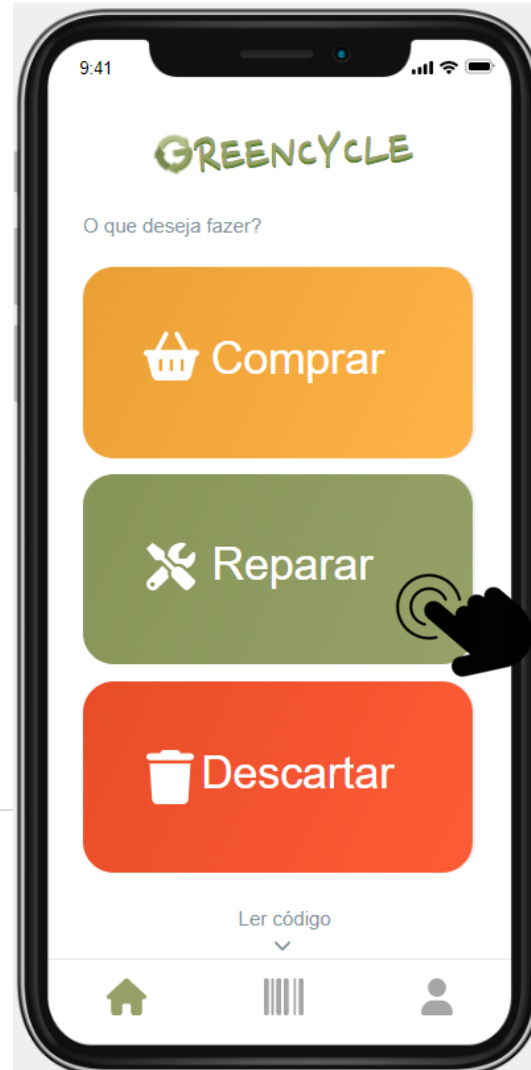 9:41
GREENCYCLE
O que deseja fazer?
Comprar
Reparar
Descartar
Ler código